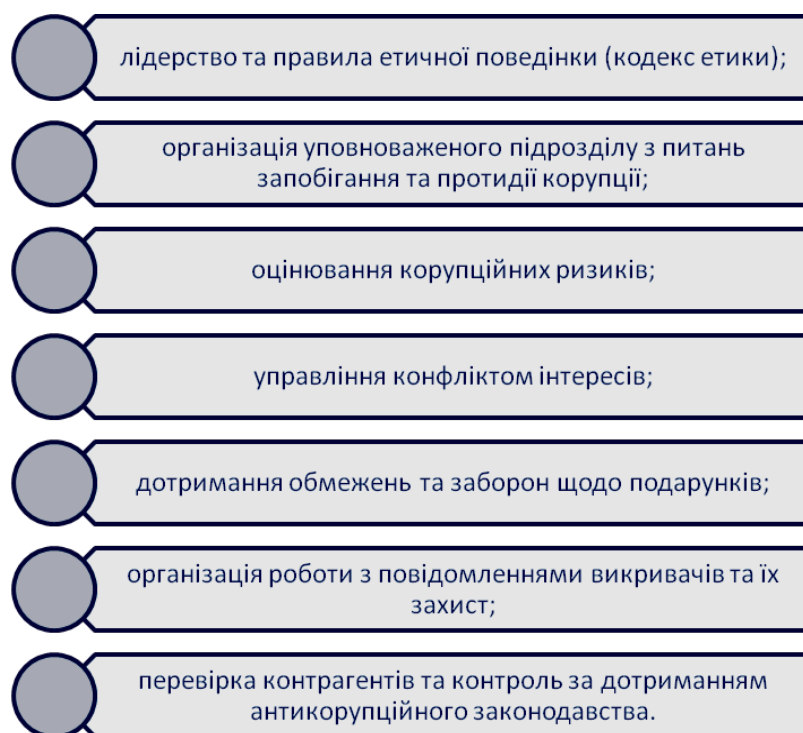 лідерство та правила етичної поведінки (кодекс етики);
організація уповноваженого підрозділу з питань
запобігання та протидії корупції;
оцінювання корупційних ризиків;
управління конфліктом інтересів;
дотримання обмежень та заборон щодо подарунків;
організація роботи з повідомленнями викривачів та їх
захист;
перевірка контрагентів та контроль за дотриманням
антикорупційного законодавства.